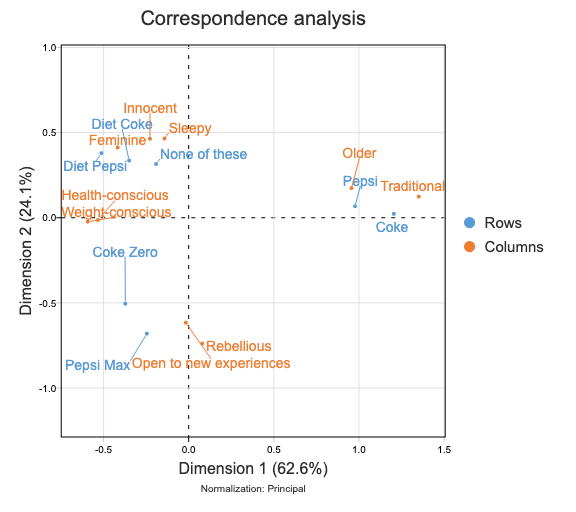 Correspondence analysis
1.0
Innocent
Diet Coke
Sleepy
0.5
Feminine
None of these
Older
Diet Pepsi
Pepsi
Traditional
Health-conscious
Weight-conscious
0.0
Coke
Rows
Columns
Coke Zero
Dimension 2 (24.1%)
-0.5
Rebellious
Pepsi Max
Open to new experiences
-1.0
-0.5
0.0
0.5
1.0
1.5
Dimension 1 (62.6%)
Normalization: Principal